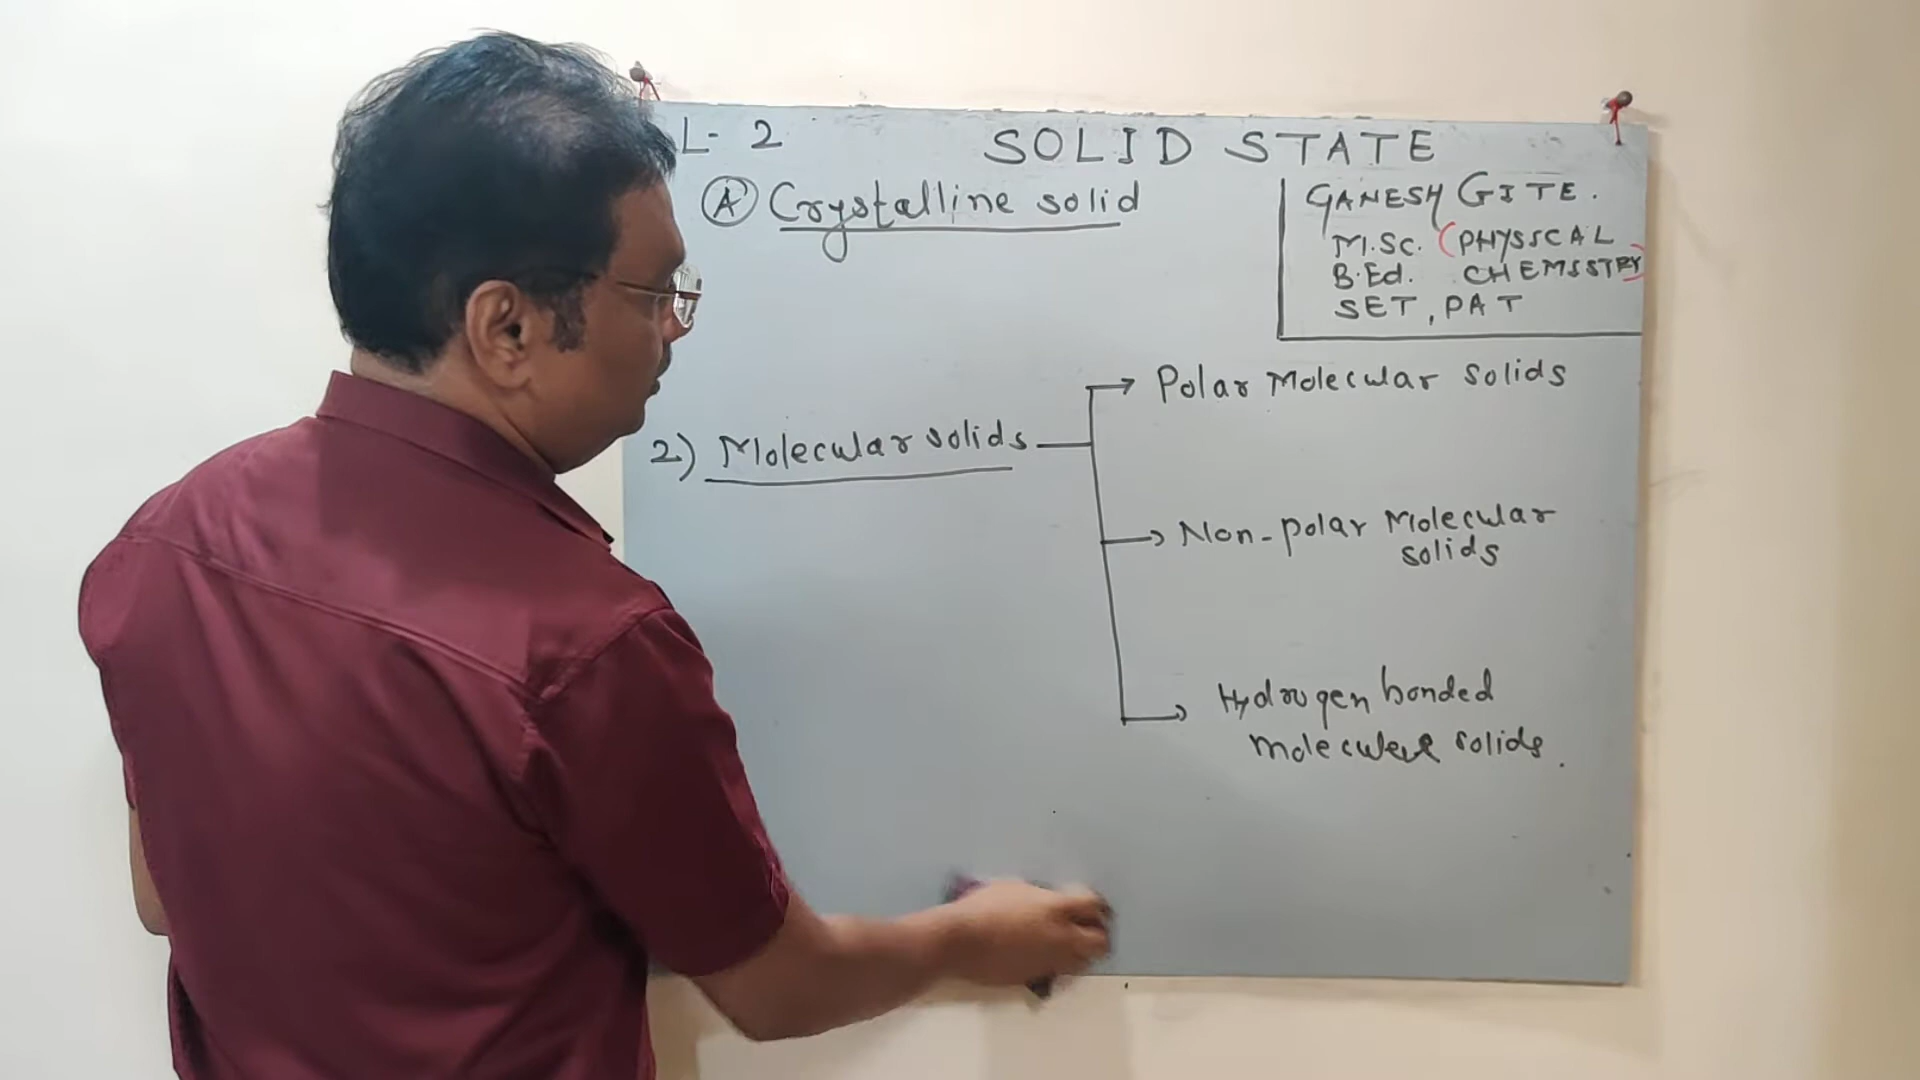 L- 2
SOLID STATE
(A) Crystalline solid
GANESH GITE.
M.Sc. (PHYSICAL
B.Ed. CHEMISTRY)
SET, PAT
2) Molecular solids
Polar Molecular solids
Non-polar Molecular
solids
Hydrogen bonded
molecular solids.